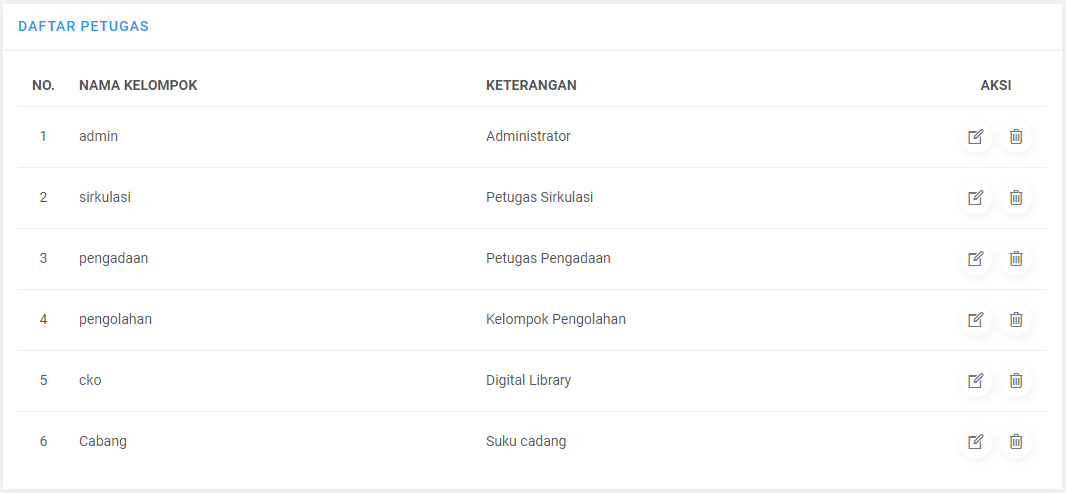 DAFTAR PETUGAS
NO. NAMA KELOMPOK KETERANGAN AKSI
1 admin Administrator
2 sirkulasi Petugas Sirkulasi
3 pengadaan Petugas Pengadaan
4 pengolahan Kelompok Pengolahan
5 cko Digital Library
6 Cabang Suku cadang